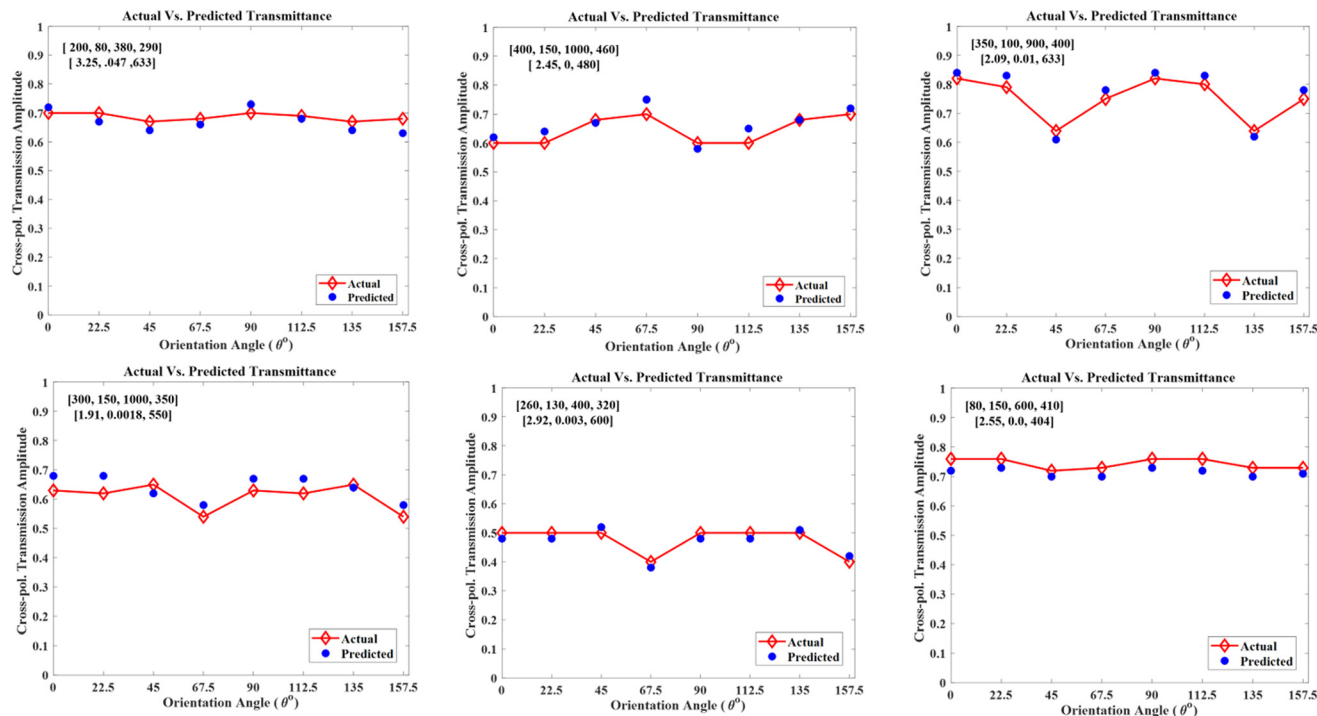 Actual Vs. Predicted Transmittance
[ 200, 80, 380, 290]
[ 3.25, .047 ,633]
Cross-pol. Transmission Amplitude
1
0.9
0.8
0.7
0.6
0.5
0.4
0.3
0.2
0.1
0
Actual
Predicted
0 22.5 45 67.5 90 112.5 135 157.5
Orientation Angle ( θo)
Actual Vs. Predicted Transmittance
[400, 150, 1000, 460]
[ 2.45, 0, 480]
Cross-pol. Transmission Amplitude
1
0.9
0.8
0.7
0.6
0.5
0.4
0.3
0.2
0.1
0
Actual
Predicted
0 22.5 45 67.5 90 112.5 135 157.5
Orientation Angle ( θo)
Actual Vs. Predicted Transmittance
[350, 100, 900, 400]
[2.09, 0.01, 633]
Cross-pol. Transmission Amplitude
1
0.9
0.8
0.7
0.6
0.5
0.4
0.3
0.2
0.1
0
Actual
Predicted
0 22.5 45 67.5 90 112.5 135 157.5
Orientation Angle ( θo)
Actual Vs. Predicted Transmittance
[300, 150, 1000, 350]
[1.91, 0.0018, 550]
Cross-pol. Transmission Amplitude
1
0.9
0.8
0.7
0.6
0.5
0.4
0.3
0.2
0.1
0
Actual
Predicted
0 22.5 45 67.5 90 112.5 135 157.5
Orientation Angle ( θo)
Actual Vs. Predicted Transmittance
[260, 130, 400, 320]
[2.92, 0.003, 600]
Cross-pol. Transmission Amplitude
1
0.9
0.8
0.7
0.6
0.5
0.4
0.3
0.2
0.1
0
Actual
Predicted
0 22.5 45 67.5 90 112.5 135 157.5
Orientation Angle ( θo)
Actual Vs. Predicted Transmittance
[80, 150, 600, 410]
[2.55, 0.0, 404]
Cross-pol. Transmission Amplitude
1
0.9
0.8
0.7
0.6
0.5
0.4
0.3
0.2
0.1
0
Actual
Predicted
0 22.5 45 67.5 90 112.5 135 157.5
Orientation Angle ( θo)